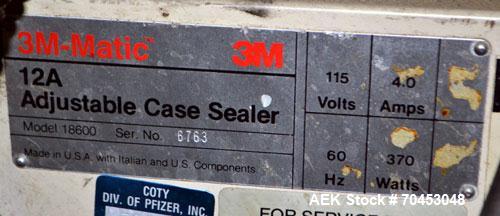 3M-Matic™ 3M
12A
Adjustable Case Sealer
Model 18600 Ser. No. 6763
Made in U.S.A. with Italian and U.S. Components
115 Volts
4.0 Amps
60 Hz
370 Watts
COTY
DIV. OF PFIZER, INC.
FOR SERVICE
AEK Stock # 70453048